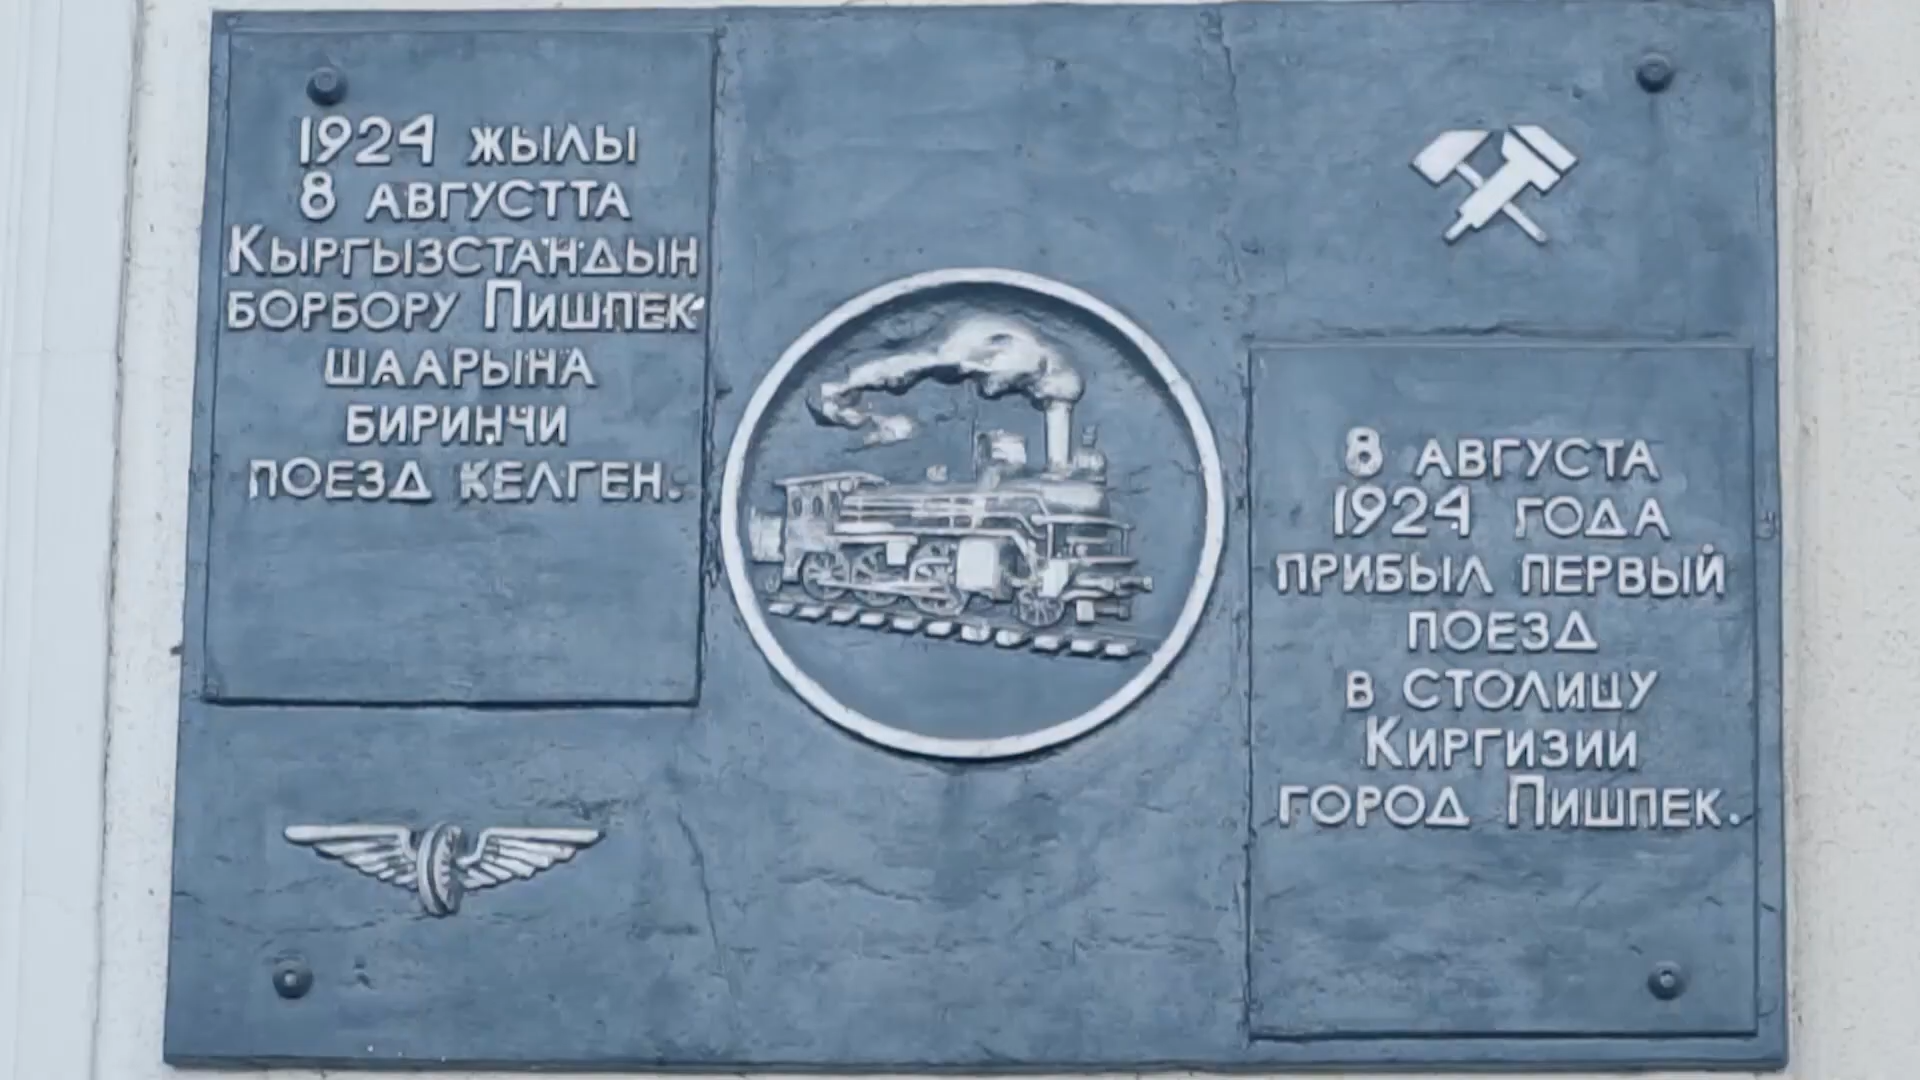 1924 жылы
8 августта
Кыргызстандын
борбору Пишпек
шаарына
биринчи
поезд келген.
8 августа
1924 года
прибыл первый
поезд
в столицу
Киргизии
город Пишпек.